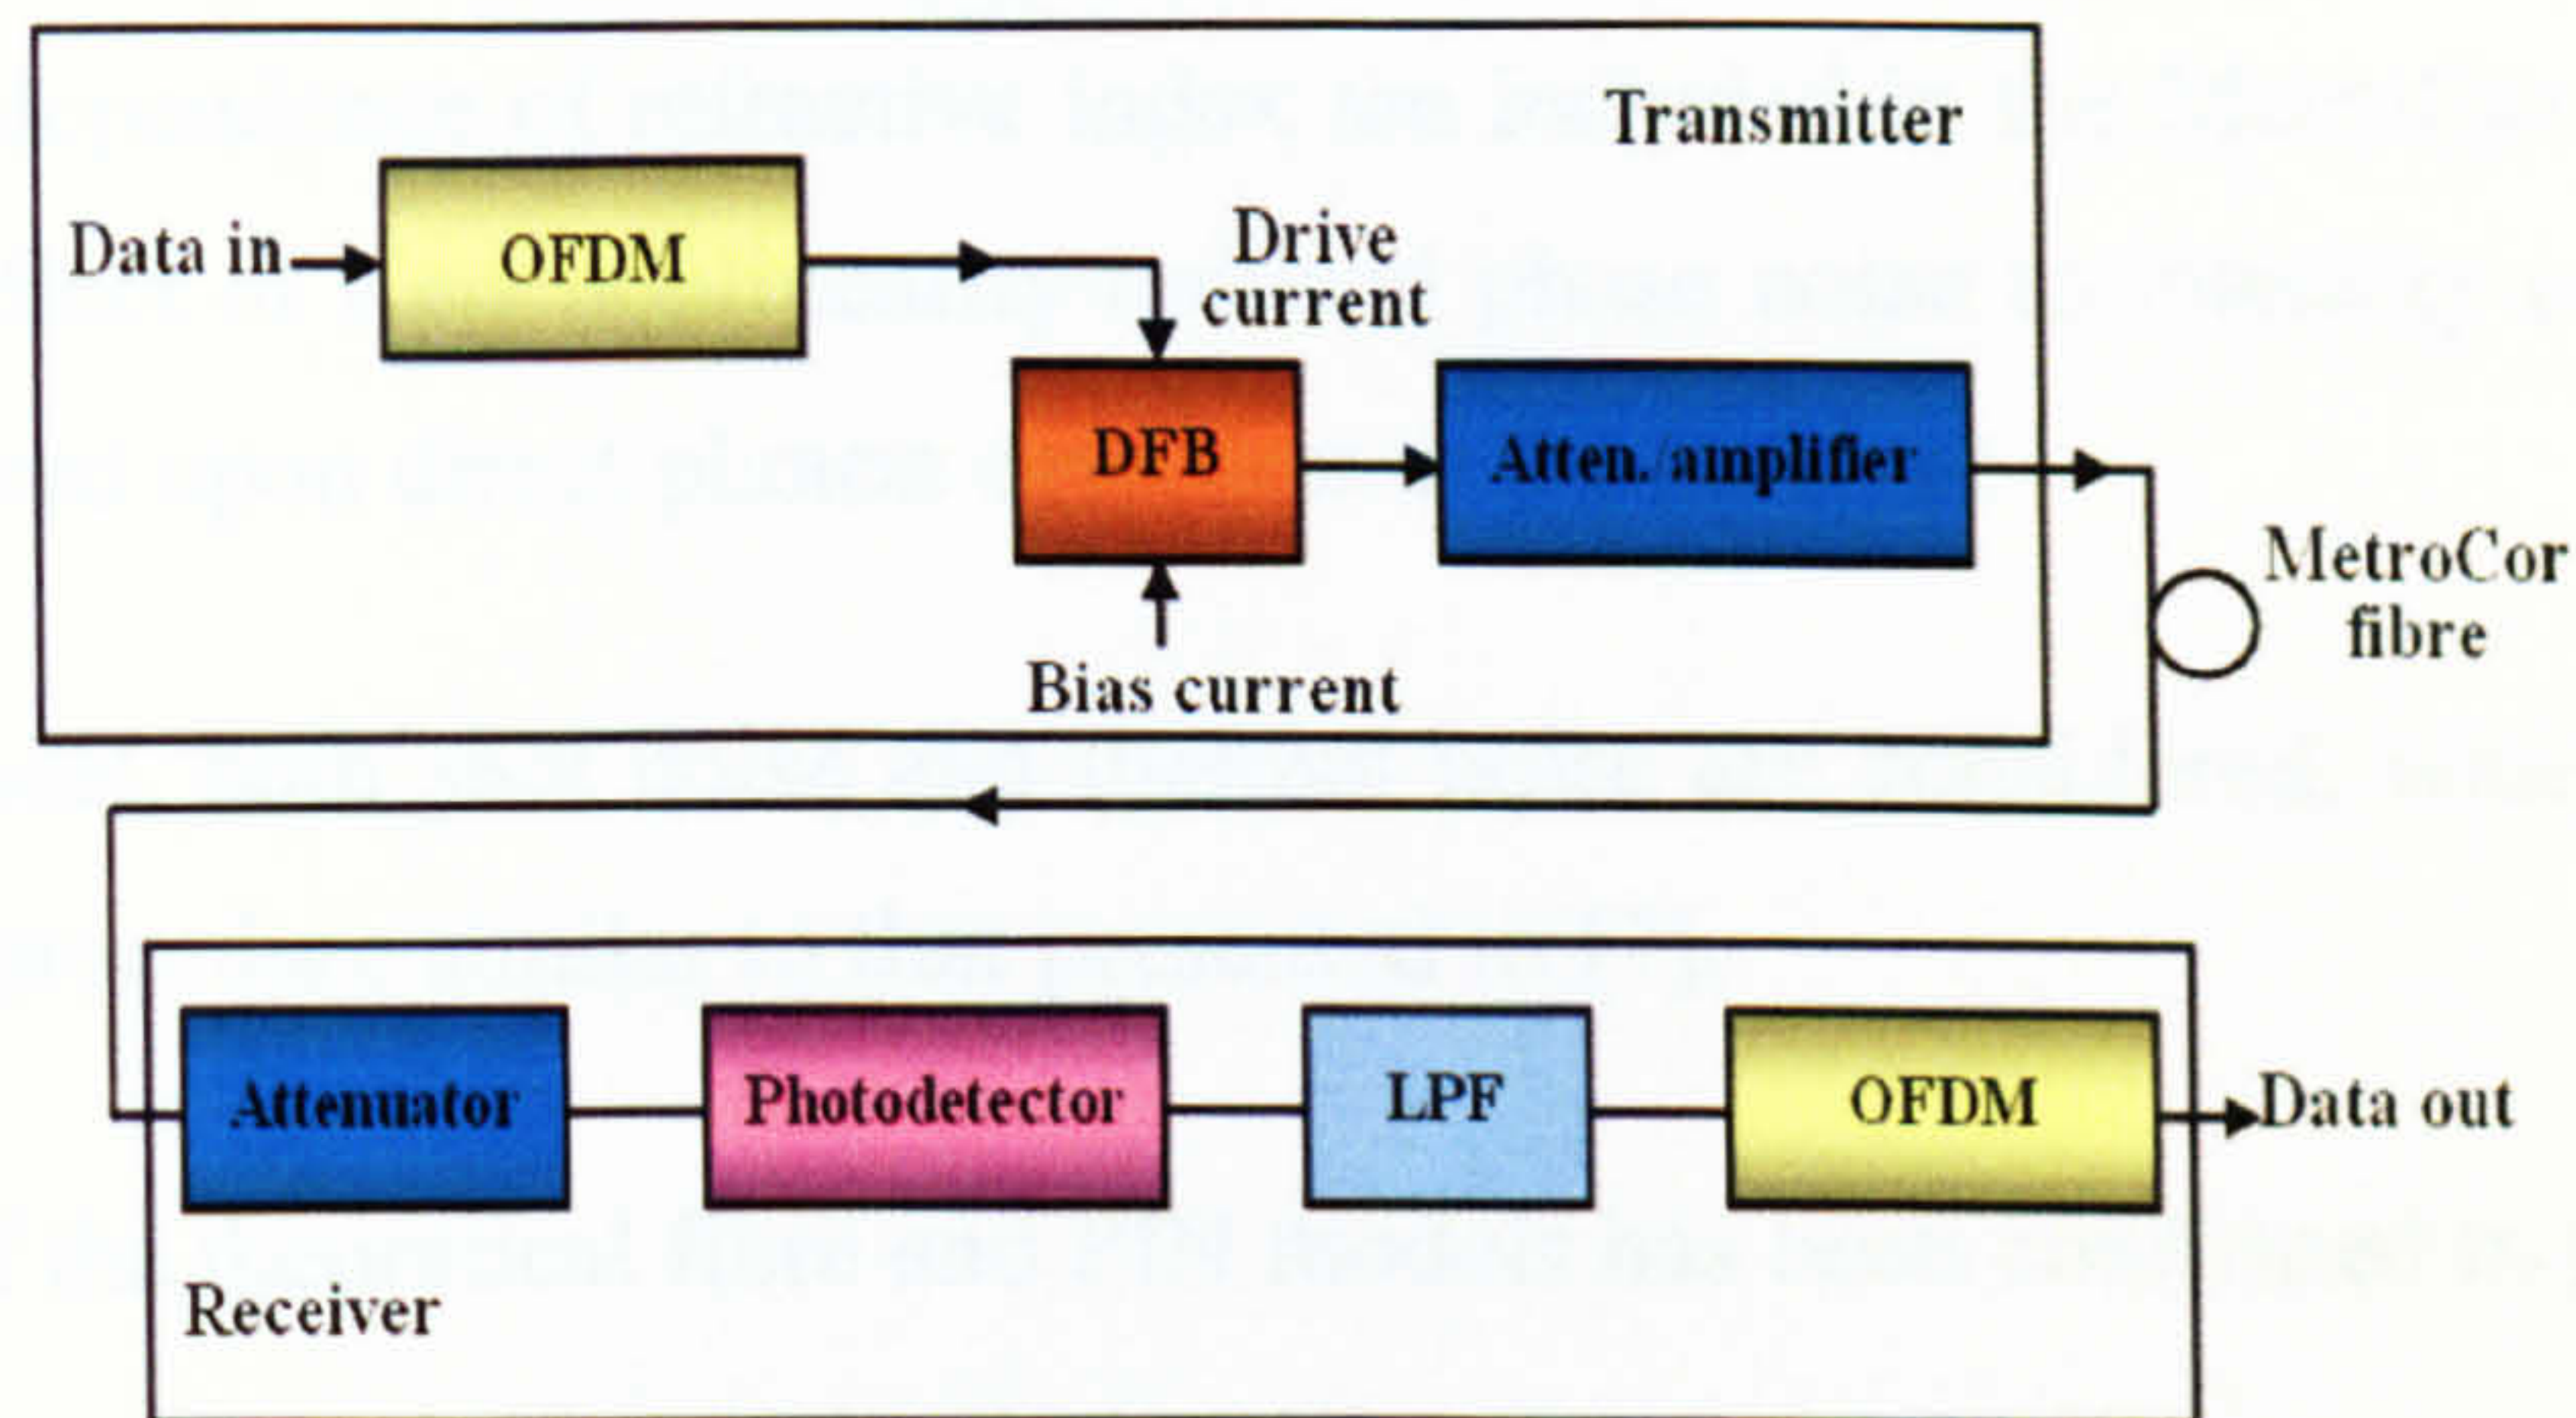 Transmitter
Data in
OFDM
Drive
current
DFB
Atten./amplifier
Bias current
MetroCor
fibre
Attenuator
Photodetector
LPF
OFDM
Data out
Receiver